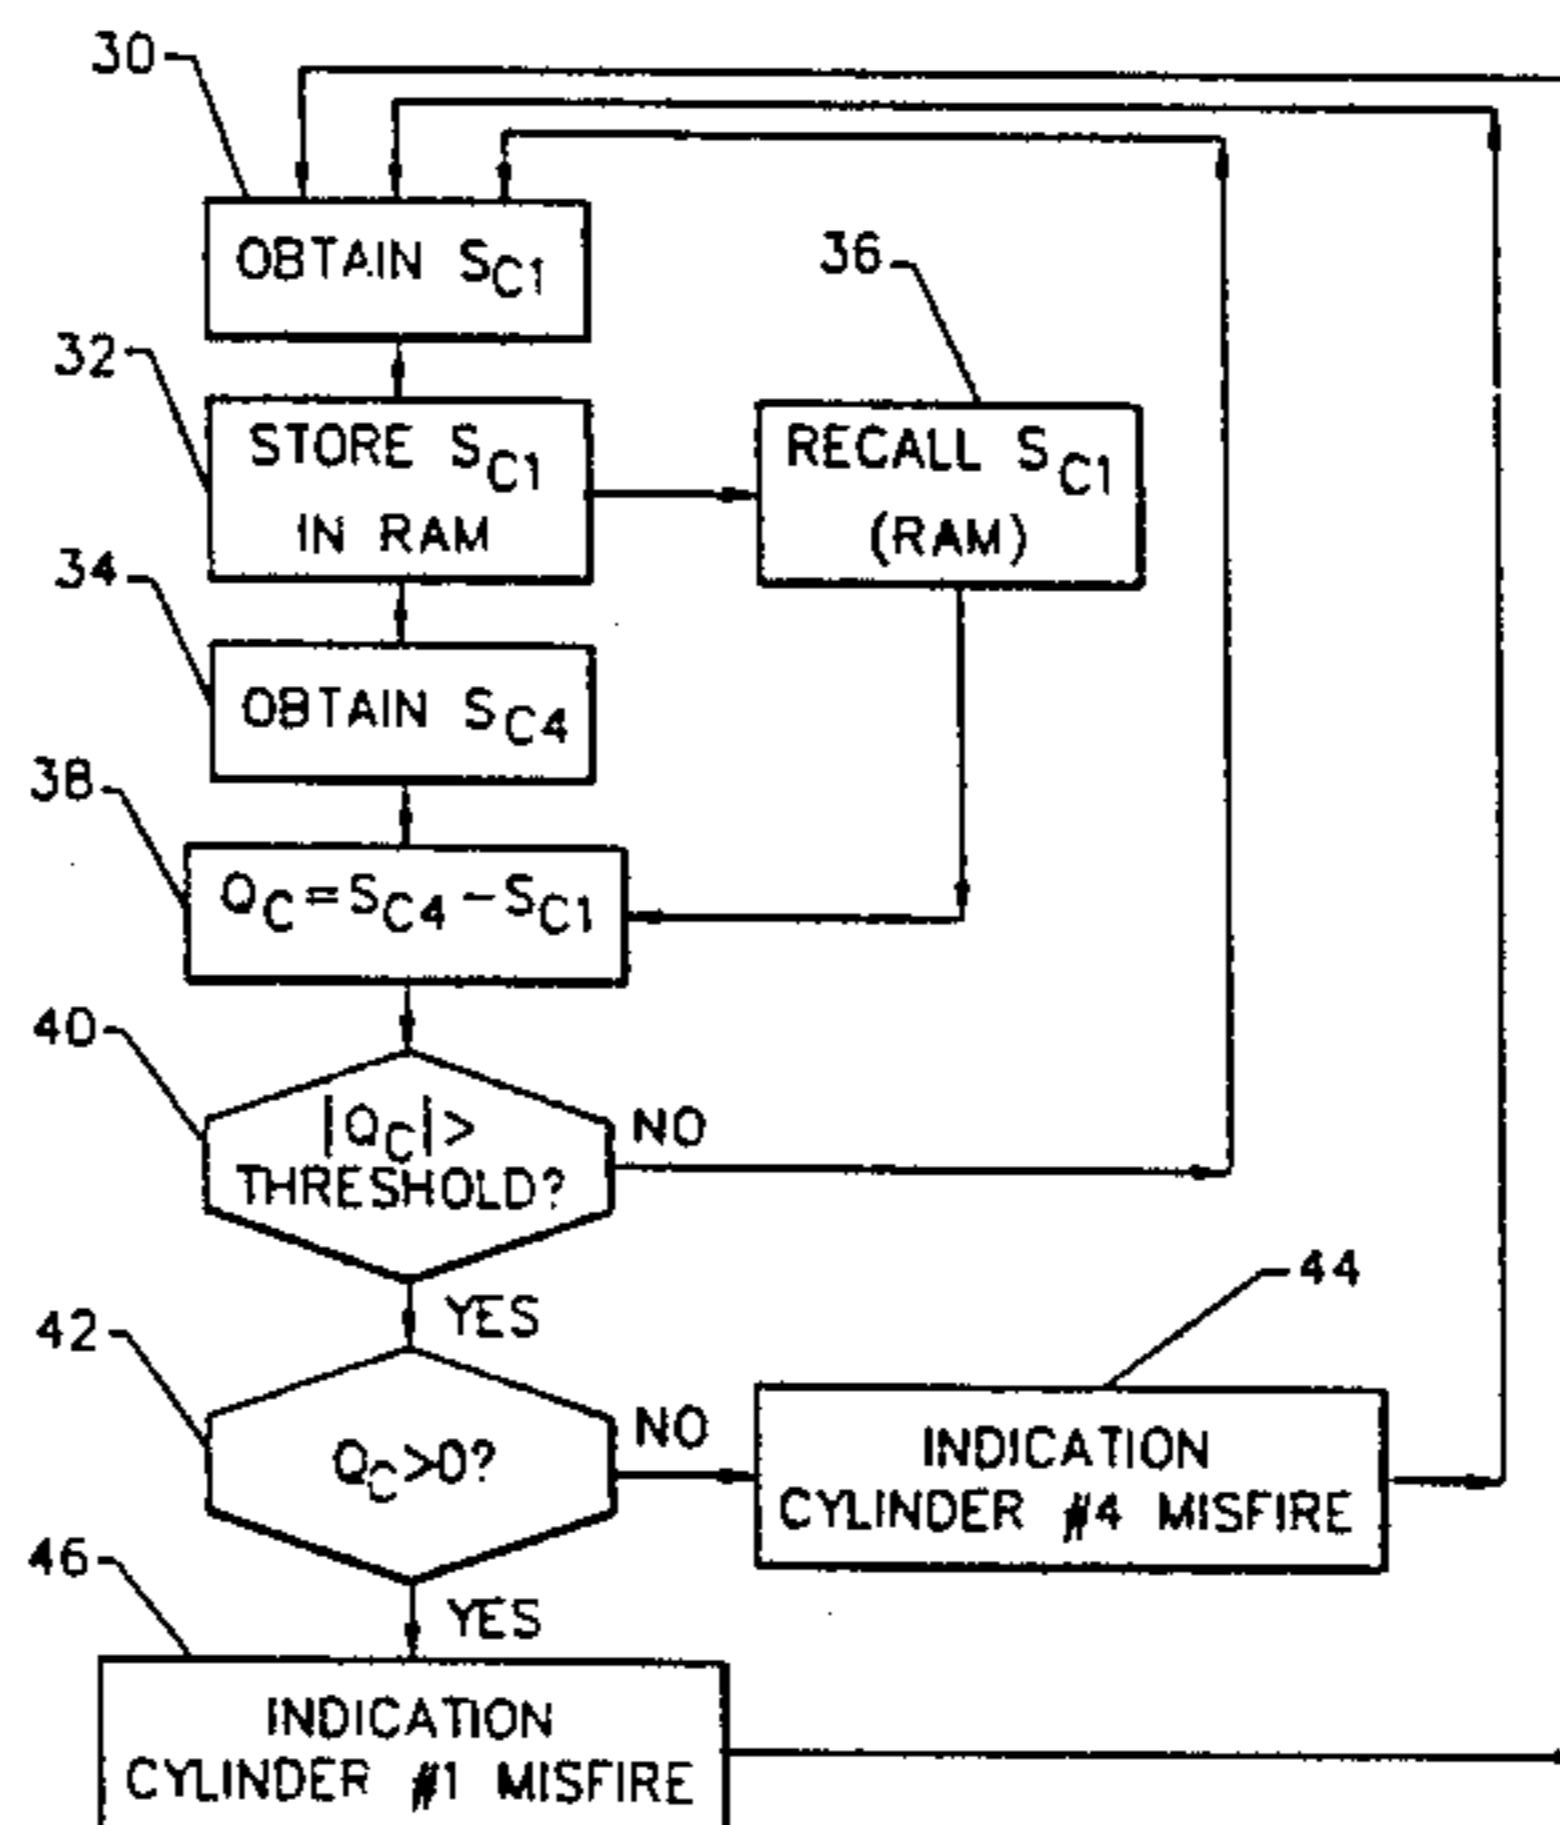 30
OBTAIN SC1
36
32
STORE SC1
IN RAM
RECALL SC1
(RAM)
34
OBTAIN SC4
38
QC=SC4-SC1
40
|QC|>
THRESHOLD?
NO
YES
44
42
QC>0?
NO
INDICATION
CYLINDER #4 MISFIRE
46
YES
INDICATION
CYLINDER #1 MISFIRE